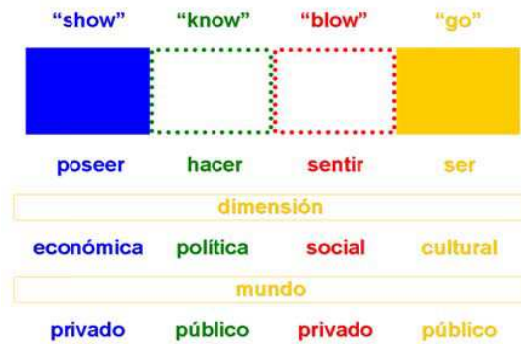 “show” “know” “blow” “go”
poseer hacer sentir ser
dimensión
económica política social cultural
mundo
privado público privado público